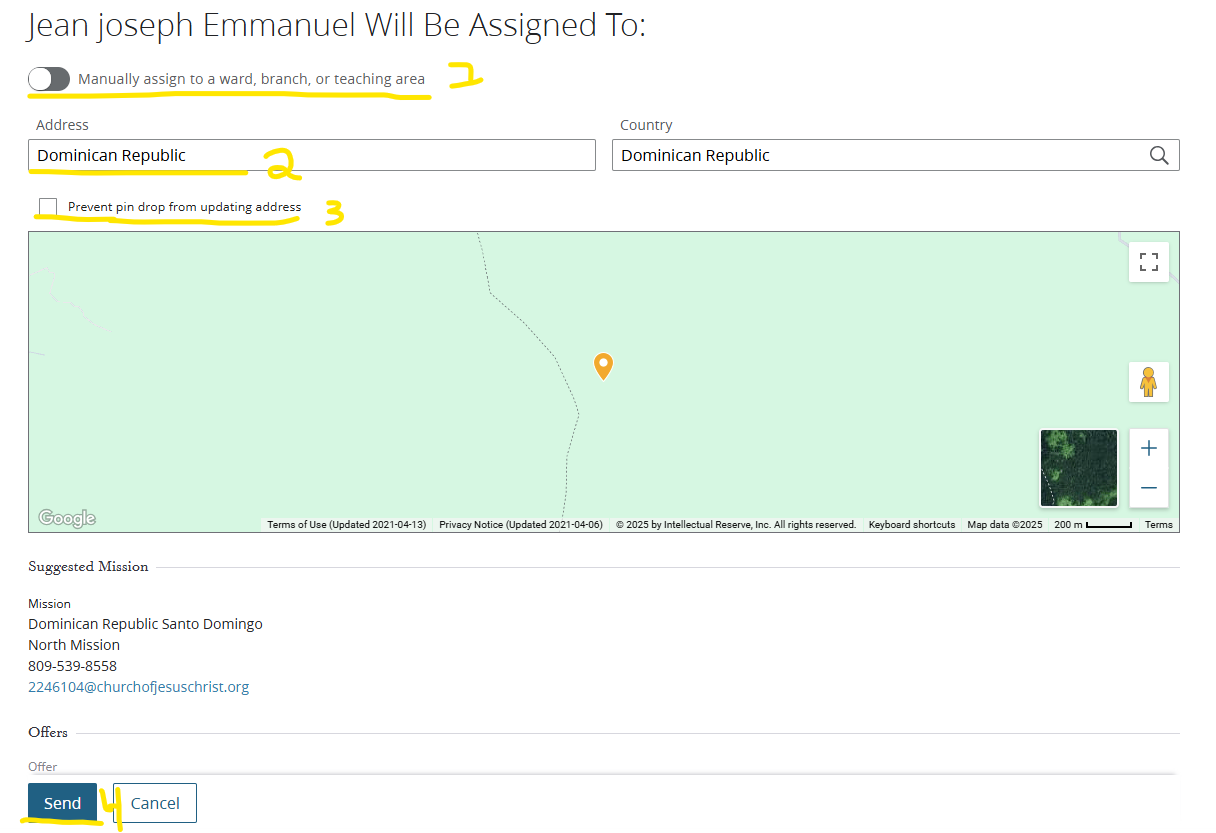 Jean joseph Emmanuel Will Be Assigned To:
Manually assign to a ward, branch, or teaching area 1
Address
Country
Dominican Republic 2
Dominican Republic
Prevent pin drop from updating address 3
Google
Terms of Use (Updated 2021-04-13) Privacy Notice (Updated 2021-04-06) © 2025 by Intellectual Reserve, Inc. All rights reserved. Keyboard shortcuts Map data ©2025 200 m Terms
Suggested Mission
Mission
Dominican Republic Santo Domingo
North Mission
809-539-8558
2246104@churchofjesuschrist.org
Offers
Offer
Send 4 Cancel